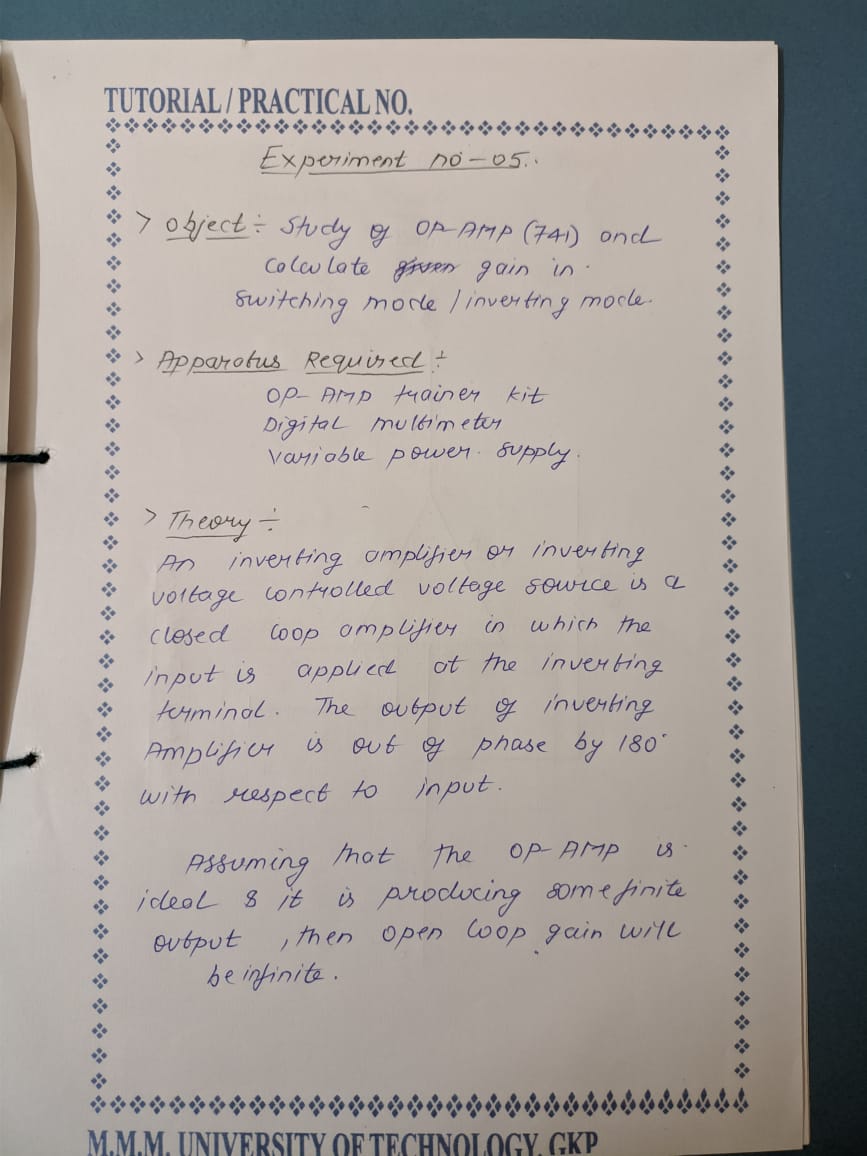 TUTORIAL / PRACTICAL NO.
Experiment no - 05.
> Object ÷ Study of OP-AMP (741) and
Calculate given gain in
switching mode / inverting mode.
> Apparatus Required ÷
OP-AMP trainer kit
Digital multimeter
Variable power supply.
> Theory ÷
An inverting amplifier or inverting
voltage controlled voltage source is a
closed loop amplifier in which the
input is applied at the inverting
terminal. The output of inverting
Amplifier is out of phase by 180°
with respect to input.
Assuming that the OP-AMP is
ideal & it is producing some finite
output , then open loop gain will
be infinite.
M.M.M. UNIVERSITY OF TECHNOLOGY, GKP